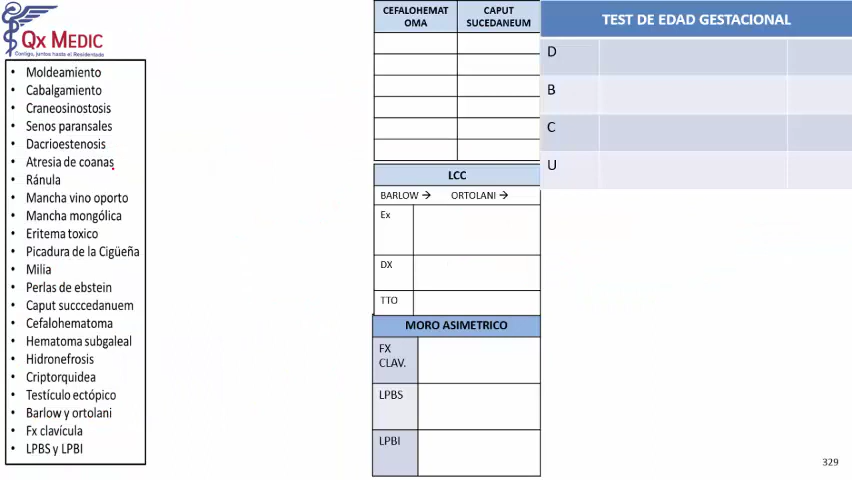 Qx MEDIC
Contigo, juntos hasta el Residentado
• Moldeamiento
• Cabalgamiento
• Craneosinostosis
• Senos paransales
• Dacrioestenosis
• Atresia de coanas
• Ránula
• Mancha vino oporto
• Mancha mongólica
• Eritema toxico
• Picadura de la Cigüeña
• Milia
• Perlas de ebstein
• Caput succcedanuem
• Cefalohematoma
• Hematoma subgaleal
• Hidronefrosis
• Criptorquidea
• Testículo ectópico
• Barlow y ortolani
• Fx clavícula
• LPBS y LPBI
CEFALOHEMAT
OMA
CAPUT
SUCEDANEUM
LCC
BARLOW → ORTOLANI →
Ex
DX
TTO
MORO ASIMETRICO
FX
CLAV.
LPBS
LPBI
TEST DE EDAD GESTACIONAL
D
B
C
U
329